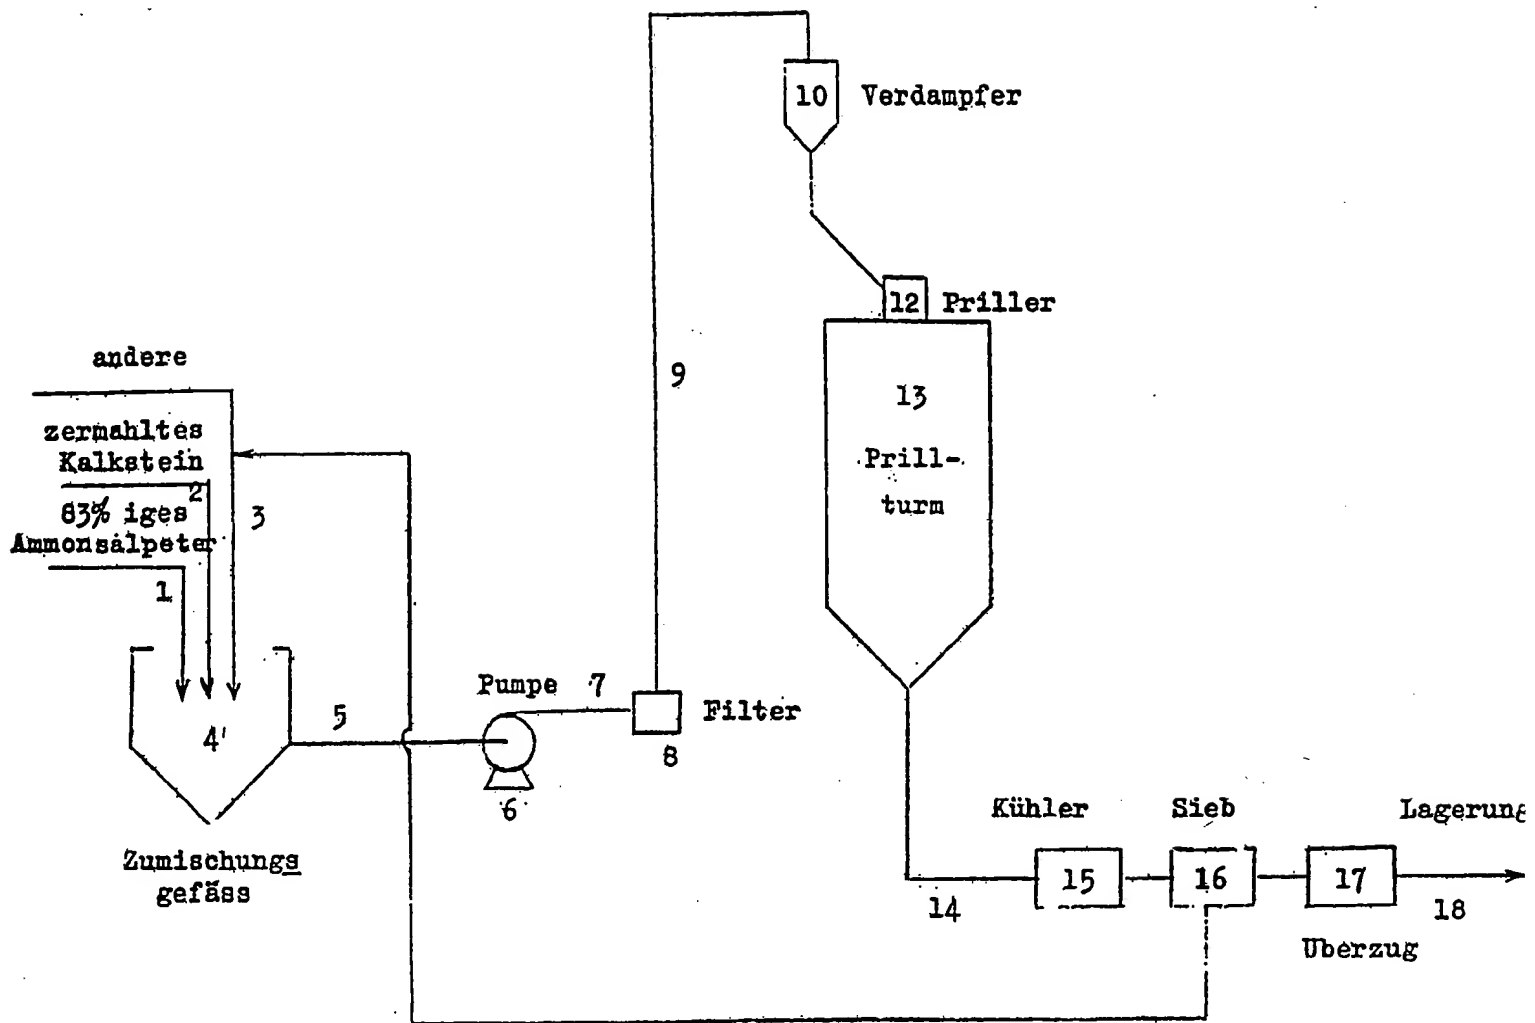 10 Verdampfer
12 Priller
andere
9
13
zermahltes
Kalkstein
Prill-
2
83% iges
3
turm
Ammonsalpeter
1
Pumpe
7
Filter
5
4
8
6
Kühler
Sieb
Lagerung
Zumischungs
gefäss
15
16
17
14
18
Uberzug